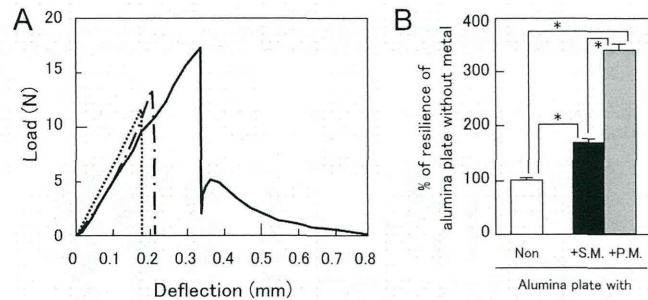 A
20
15
10
5
0
Load (N)
0 0.1 0.2 0.3 0.4 0.5 0.6 0.7 0.8
Deflection (mm)
B
400
350
300
200
100
0
% of resilience of
alumina plate without metal
*
*
*
Non +S.M. +P.M.
Alumina plate with